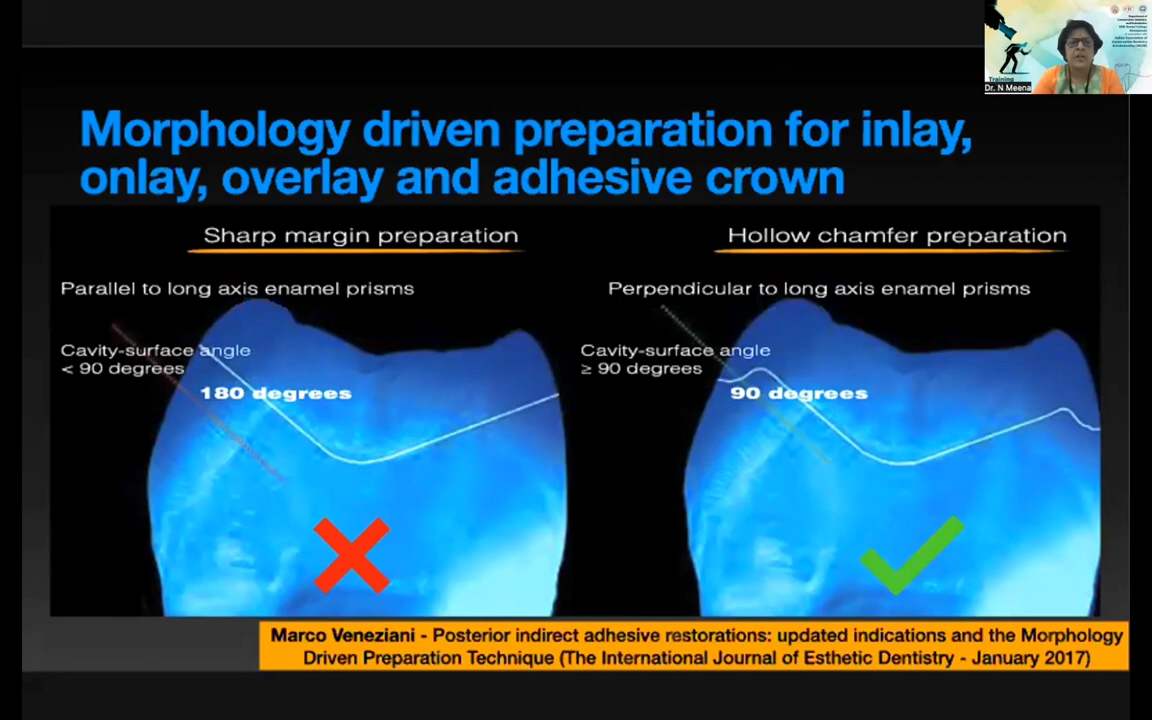 Training
Dr. N Meena
Morphology driven preparation for inlay,
onlay, overlay and adhesive crown
Sharp margin preparation
Parallel to long axis enamel prisms
Cavity-surface angle
< 90 degrees
180 degrees
Hollow chamfer preparation
Perpendicular to long axis enamel prisms
Cavity-surface angle
≥ 90 degrees
90 degrees
Marco Veneziani - Posterior indirect adhesive restorations: updated indications and the Morphology
Driven Preparation Technique (The International Journal of Esthetic Dentistry - January 2017)